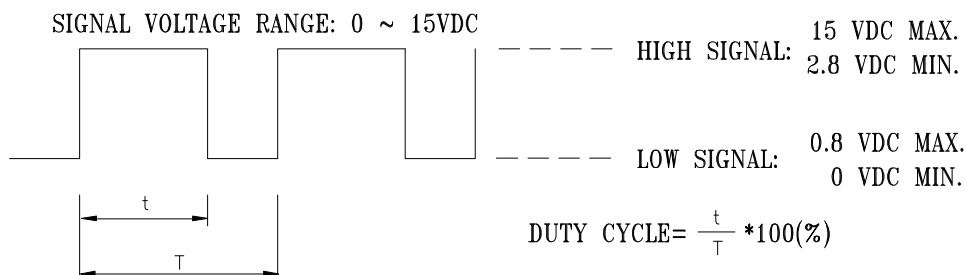 SIGNAL VOLTAGE RANGE: 0 ~ 15VDC
HIGH SIGNAL: 15 VDC MAX.
2.8 VDC MIN.
LOW SIGNAL: 0.8 VDC MAX.
0 VDC MIN.
t
T
DUTY CYCLE= t/T *100(%)